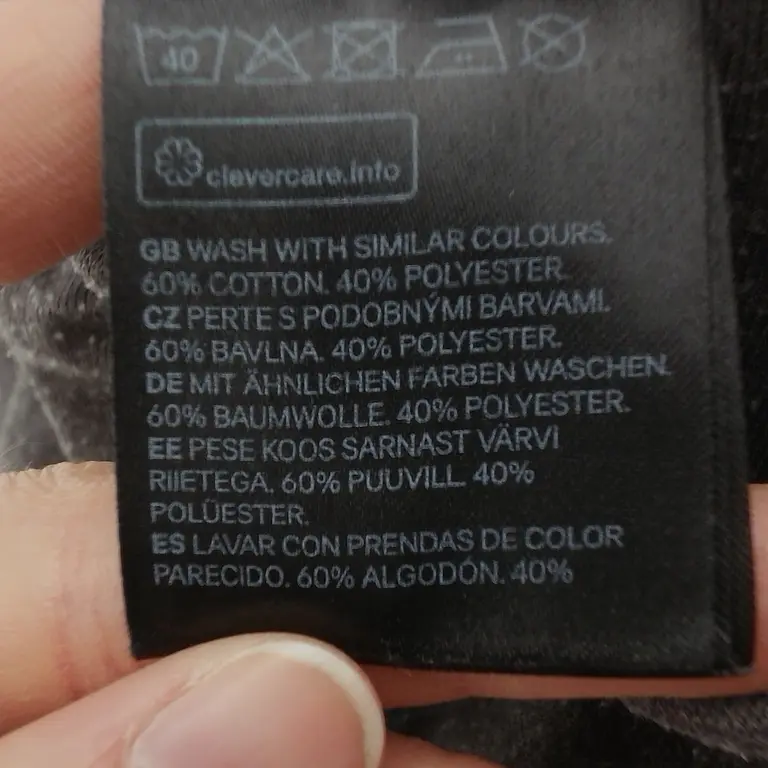 40
clevercare.info
GB WASH WITH SIMILAR COLOURS.
60% COTTON. 40% POLYESTER.
CZ PERTE S PODOBNÝMI BARVAMI.
60% BAVLNA. 40% POLYESTER.
DE MIT ÄHNLICHEN FARBEN WASCHEN.
60% BAUMWOLLE. 40% POLYESTER.
EE PESE KOOS SARNAST VÄRVI
RIIETEGA. 60% PUUVILL. 40%
POLÜESTER.
ES LAVAR CON PRENDAS DE COLOR
PARECIDO. 60% ALGODÓN. 40%